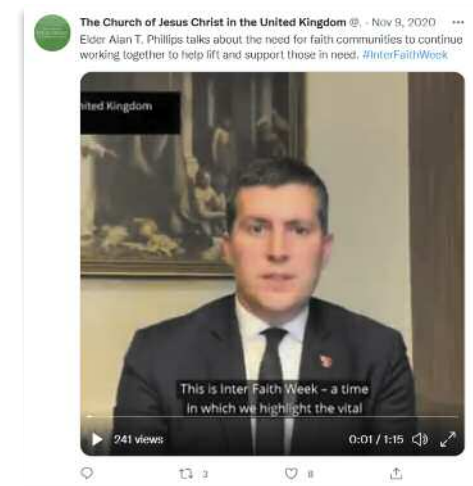 The Church of Jesus Christ in the United Kingdom @. · Nov 9, 2020 ···
Elder Alan T. Phillips talks about the need for faith communities to continue
working together to help lift and support those in need. #InterFaithWeek
ited Kingdom
This is Inter Faith Week – a time
in which we highlight the vital
241 views
0:01 / 1:15
3
8